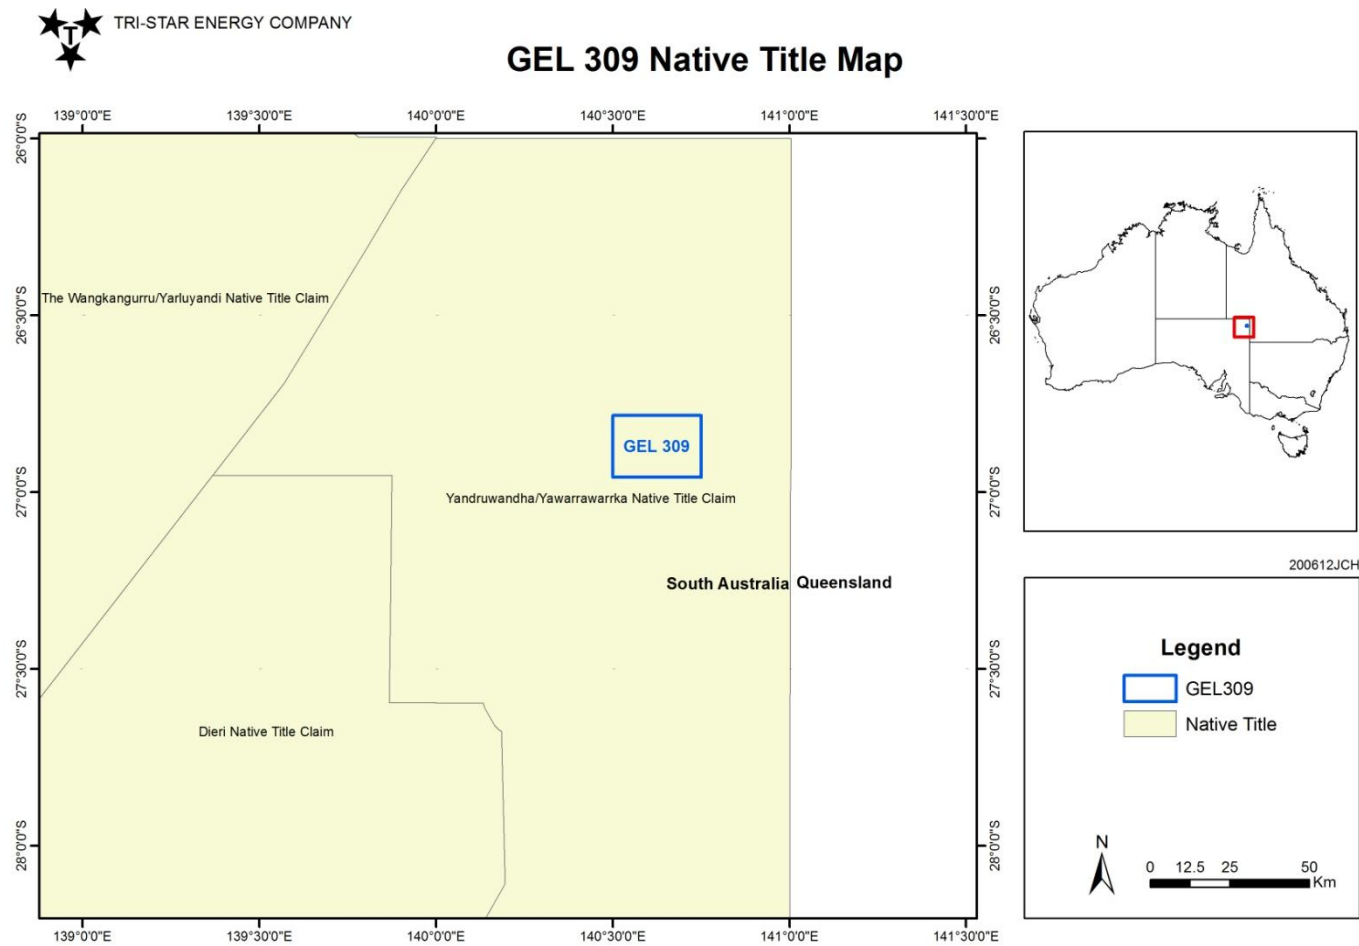 TRI-STAR ENERGY COMPANY
T
GEL 309 Native Title Map
139°0'0"E 139°30'0"E 140°0'0"E 140°30'0"E 141°0'0"E 141°30'0"E
26°0'0"S
26°0'0"S
The Wangkangurru/Yarluyandi Native Title Claim
26°30'0"S
26°30'0"S
GEL 309
27°0'0"S
Yandruwandha/Yawarrawarrka Native Title Claim
27°0'0"S
South Australia Queensland
27°30'0"S
27°30'0"S
Dieri Native Title Claim
28°0'0"S
28°0'0"S
139°0'0"E 139°30'0"E 140°0'0"E 140°30'0"E 141°0'0"E 141°30'0"E
200612JCH
Legend
GEL309
Native Title
N
0 12.5 25 50
Km